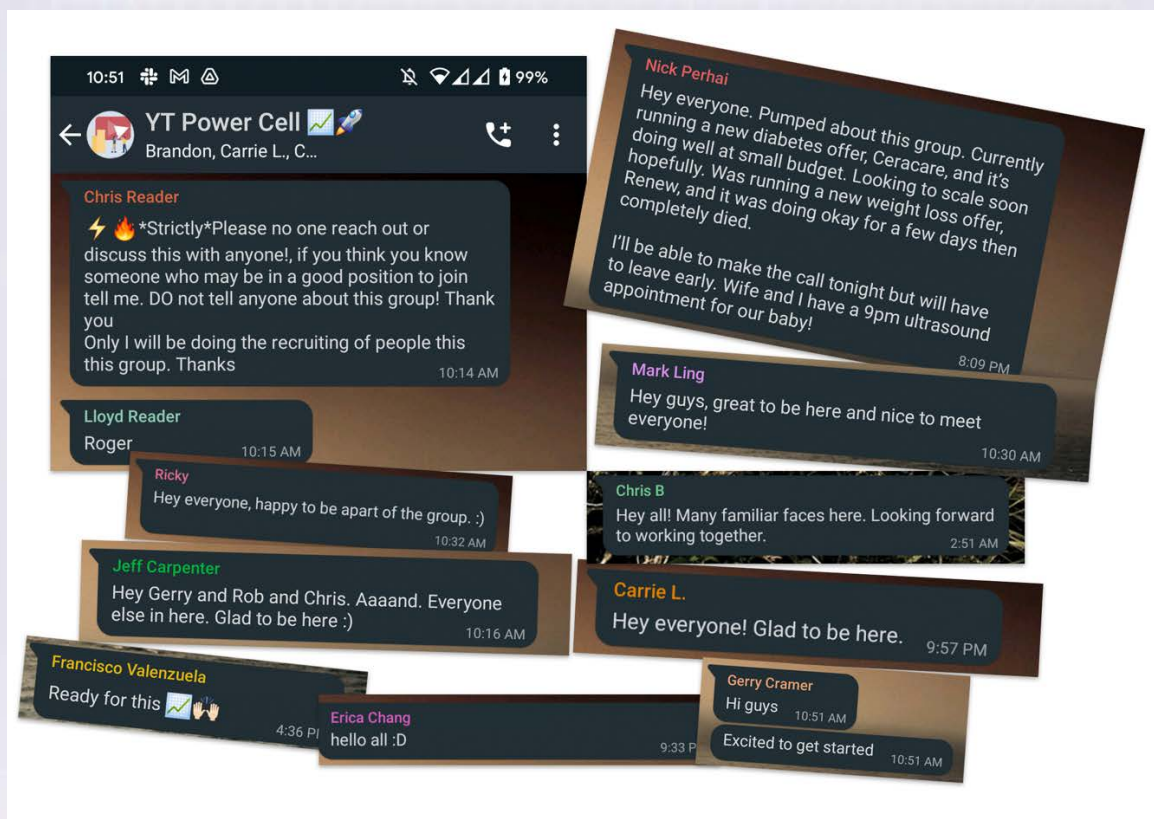 10:51
99%
YT Power Cell 📈🚀
Brandon, Carrie L., C...
Chris Reader
⚡🔥*Strictly*Please no one reach out or
discuss this with anyone!, if you think you know
someone who may be in a good position to join
tell me. DO not tell anyone about this group! Thank
you
Only I will be doing the recruiting of people this
this group. Thanks
10:14 AM
Lloyd Reader
Roger
10:15 AM
Ricky
Hey everyone, happy to be apart of the group. :)
10:32 AM
Jeff Carpenter
Hey Gerry and Rob and Chris. Aaaand. Everyone
else in here. Glad to be here :)
10:16 AM
Francisco Valenzuela
Ready for this 📈🙌🏻
4:36 P
Erica Chang
hello all :D
9:33 P
Nick Perhai
Hey everyone. Pumped about this group. Currently
running a new diabetes offer, Ceracare, and it's
doing well at small budget. Looking to scale soon
hopefully. Was running a new weight loss offer,
Renew, and it was doing okay for a few days then
completely died.
I'll be able to make the call tonight but will have
to leave early. Wife and I have a 9pm ultrasound
appointment for our baby!
8:09 PM
Mark Ling
Hey guys, great to be here and nice to meet
everyone!
10:30 AM
Chris B
Hey all! Many familiar faces here. Looking forward
to working together.
2:51 AM
Carrie L.
Hey everyone! Glad to be here.
9:57 PM
Gerry Cramer
Hi guys
10:51 AM
Excited to get started
10:51 AM